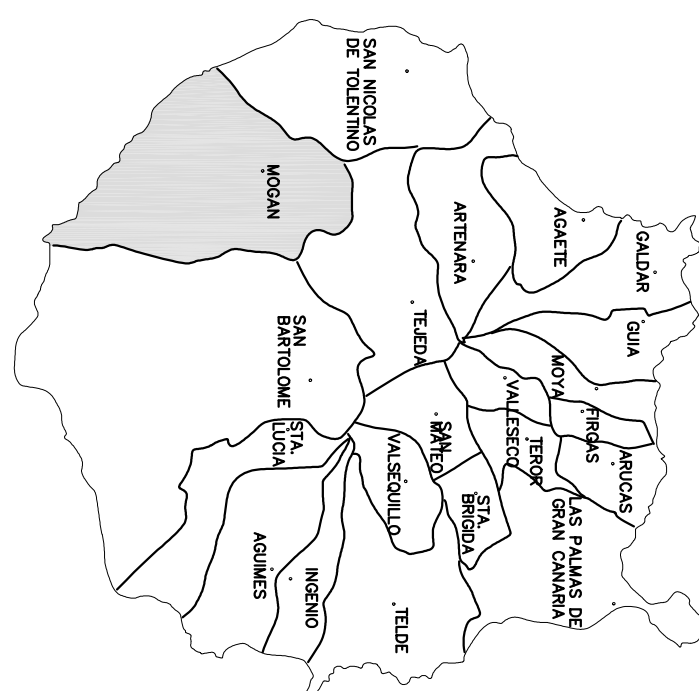 SAN NICOLAS
DE TOLENTINO
MOGAN
ARTENARA
AGAETE
GALDAR
GUIA
TEJEDA
SAN
BARTOLOME
MOYA
VALLESECO
FIRGAS
ARUCAS
TEROR
SAN
MATEO
STA.
LUCIA
VALSEQUILLO
STA.
BRIGIDA
LAS PALMAS DE
GRAN CANARIA
AGUIMES
INGENIO
TELDE